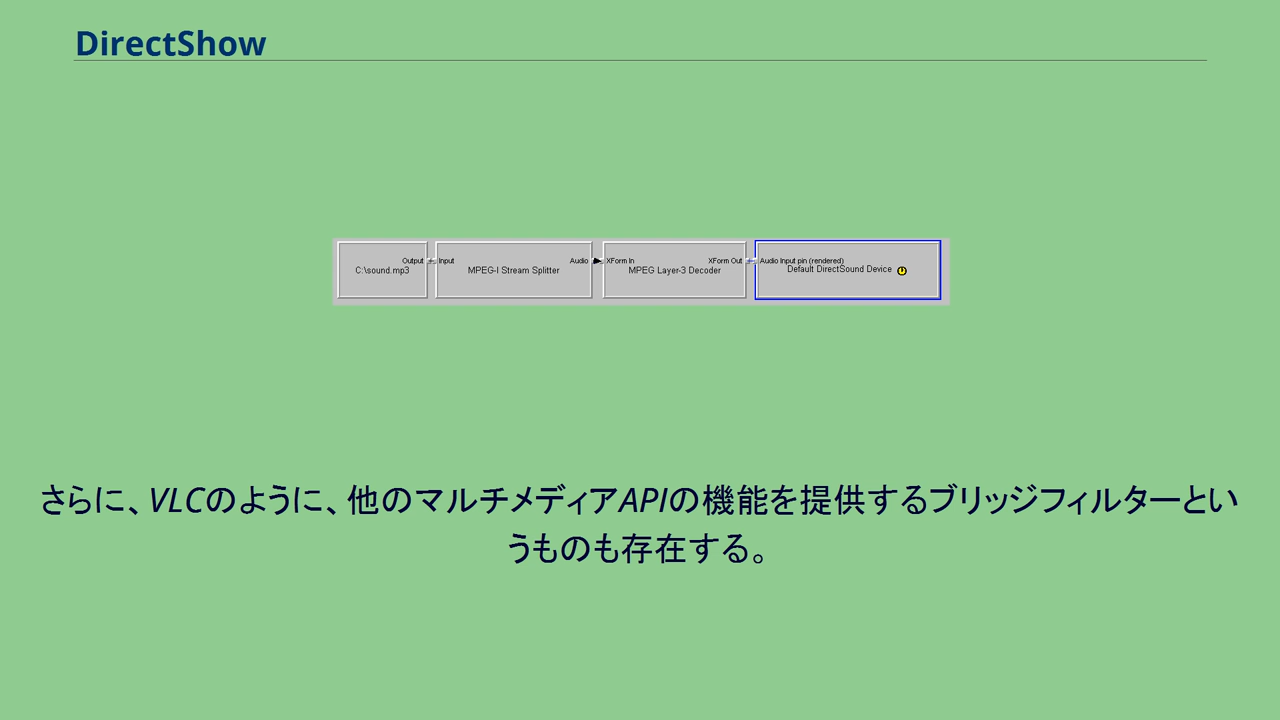 DirectShow
Output Input Audio XForm In XForm Out Audio Input pin (rendered)
C:\sound.mp3 MPEG-I Stream Splitter MPEG Layer-3 Decoder Default DirectSound Device
さらに、VLCのように、他のマルチメディアAPIの機能を提供するブリッジフィルターとい
うものも存在する。